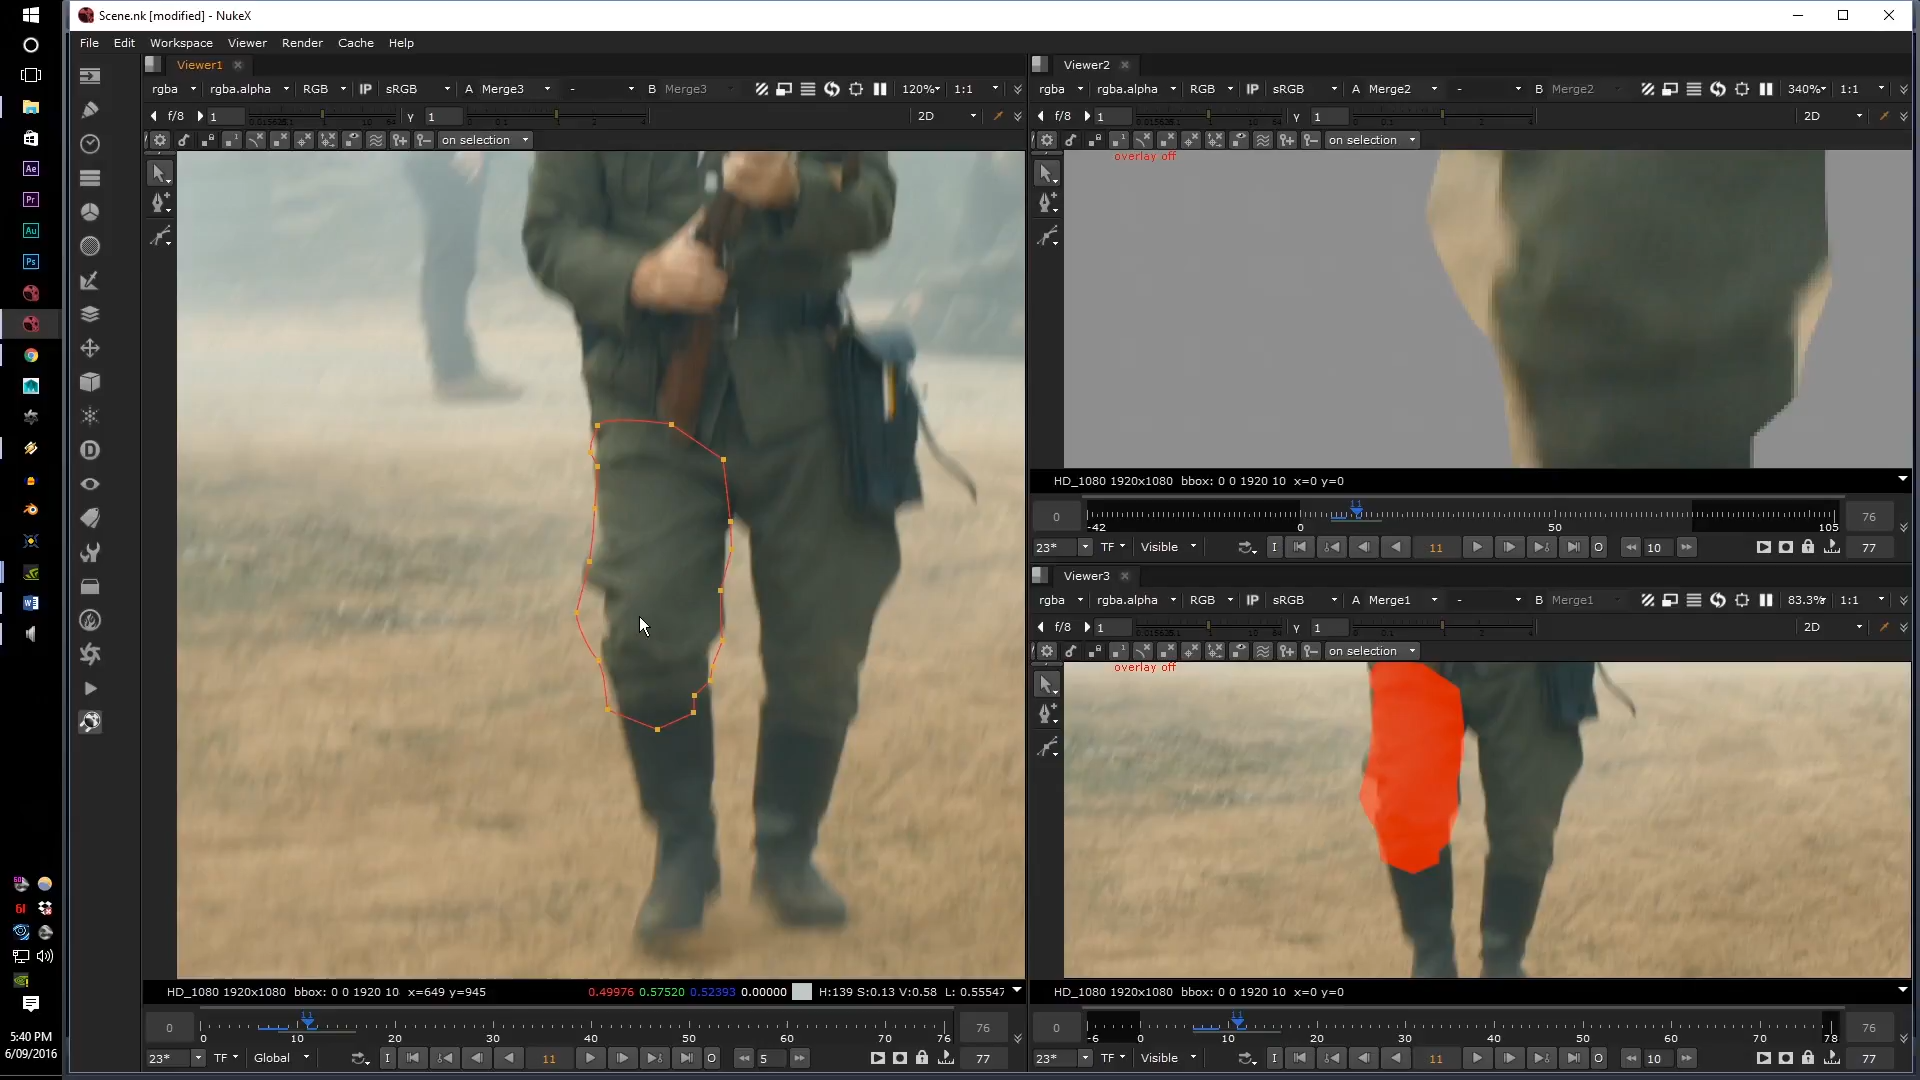 Scene.nk [modified] - NukeX
File Edit Workspace Viewer Render Cache Help
Viewer1
rgba rgba.alpha RGB IP sRGB A Merge3 - B Merge3 120% 1:1
f/8 1 Y 1 2D
on selection
HD_1080 1920x1080 bbox: 0 0 1920 10 x=649 y=945 0.49976 0.57520 0.52393 0.00000 H:139 S:0.13 V:0.58 L: 0.55547
0 11 76
0 10 20 30 40 50 60 70 76
23* TF Global I 11 O 5 77
Viewer2
rgba rgba.alpha RGB IP sRGB A Merge2 - B Merge2 340% 1:1
f/8 1 Y 1 2D
on selection
overlay off
HD_1080 1920x1080 bbox: 0 0 1920 10 x=0 y=0
0 11 76
-42 0 50 105
23* TF Visible I 11 O 10 77
Viewer3
rgba rgba.alpha RGB IP sRGB A Merge1 - B Merge1 83.3% 1:1
f/8 1 Y 1 2D
on selection
overlay off
HD_1080 1920x1080 bbox: 0 0 1920 10 x=0 y=0
0 11 76
-6 0 10 20 30 40 50 60 70 78
23* TF Visible I 11 O 10 77
Ae
Pr
Au
Ps
5:40 PM
6/09/2016